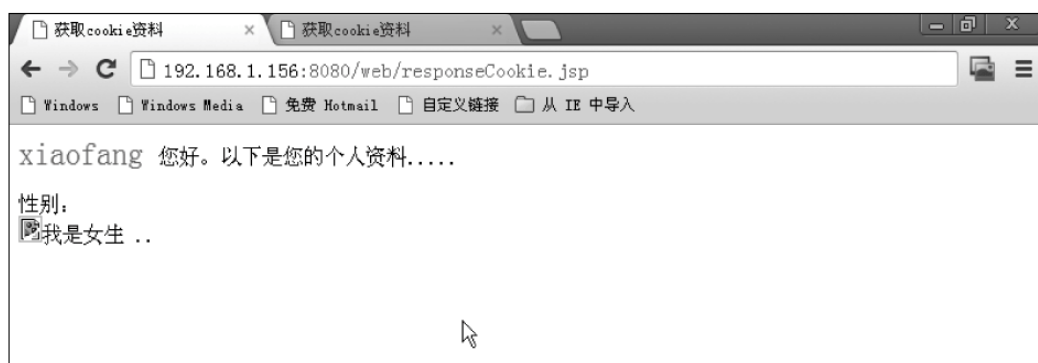 获取cookie资料 获取cookie资料
192.168.1.156:8080/web/responseCookie.jsp
Windows Windows Media 免费 Hotmail 自定义链接 从 IE 中导入
xiaofang 您好。以下是您的个人资料.....
性别：
我是女生 ..